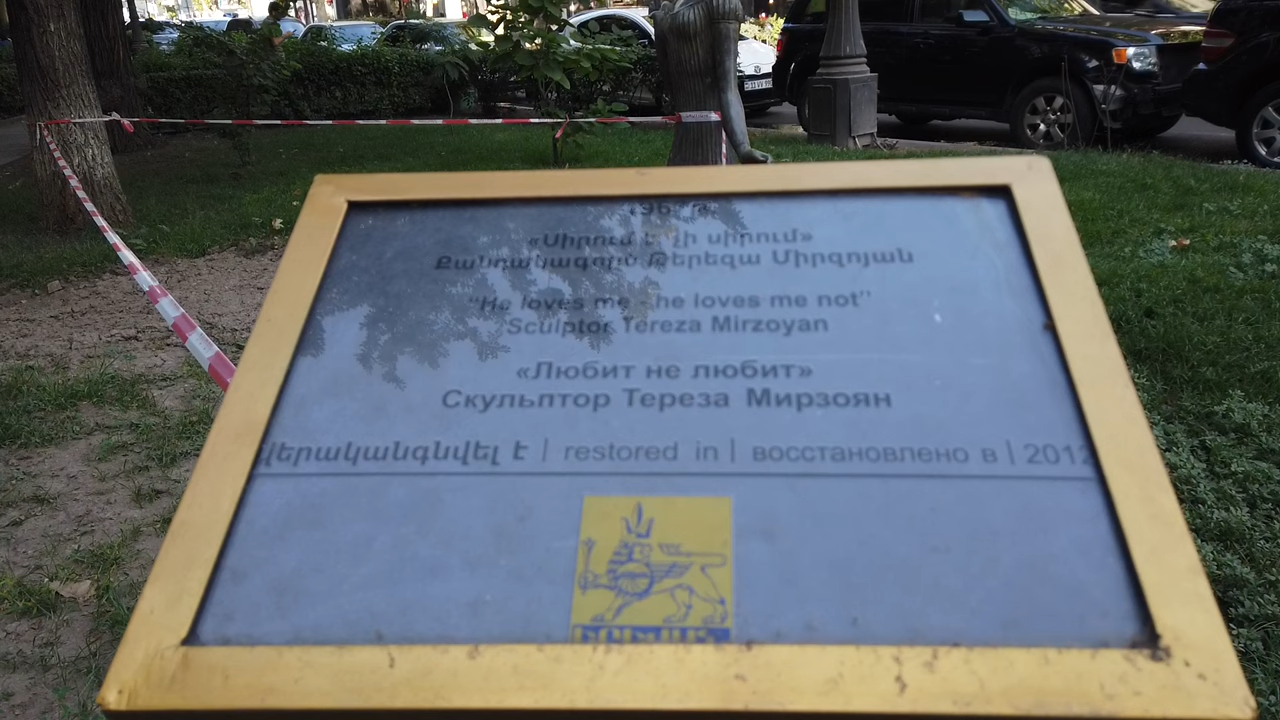 «Սիրում է, չի սիրում»
Քանդակագործ Թերեզա Միրզոյան
"He loves me - he loves me not"
Sculptor Tereza Mirzoyan
«Любит не любит»
Скульптор Тереза Мирзоян
վերականգնվել է | restored in | восстановлено в | 2012